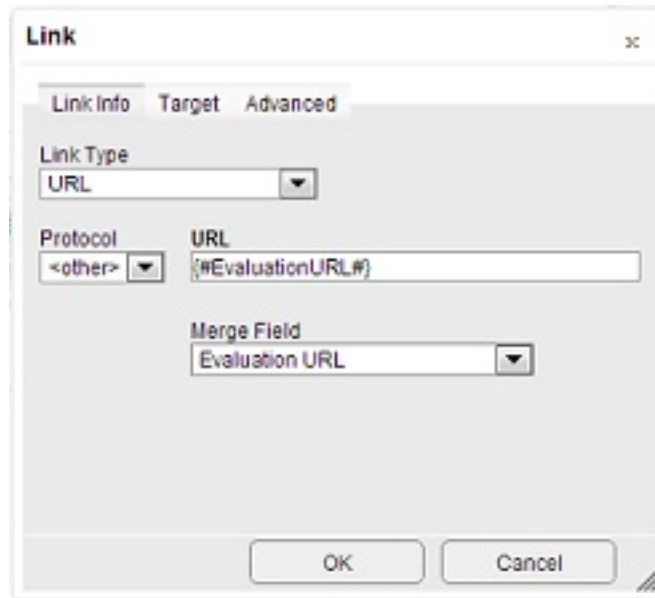 Link
Link Info Target Advanced
Link Type
URL
Protocol URL
<other> {#EvaluationURL#}
Merge Field
Evaluation URL
OK Cancel